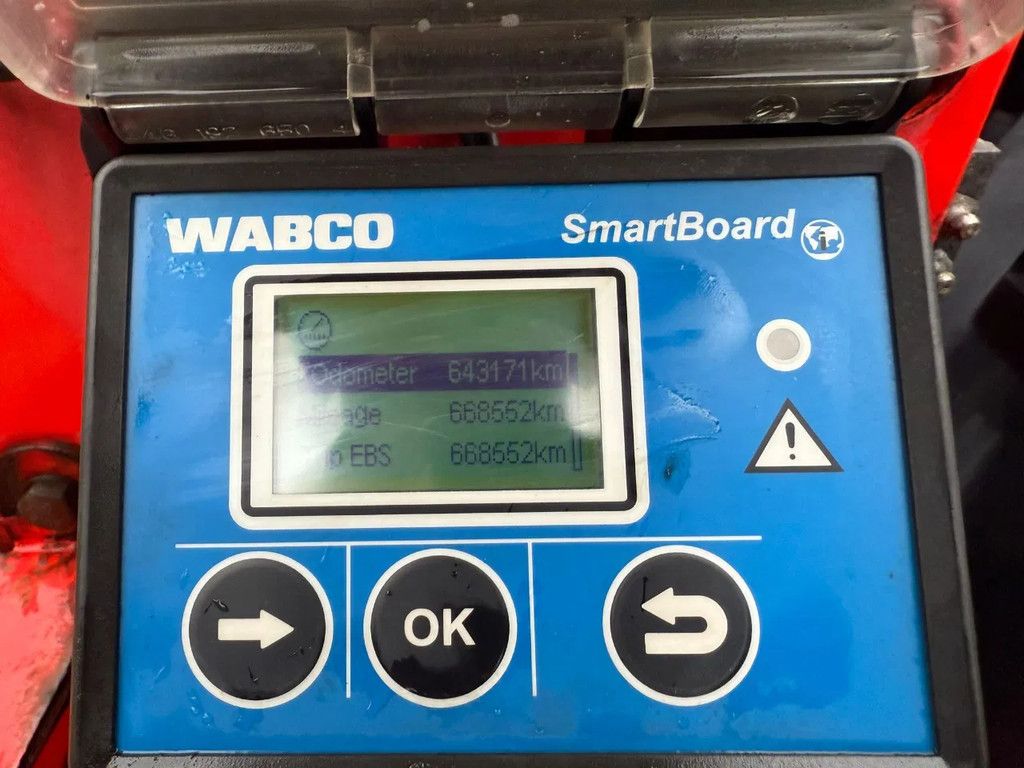 WABCO
SmartBoard
Odometer 643171km
668552km
EBS 668552km
OK